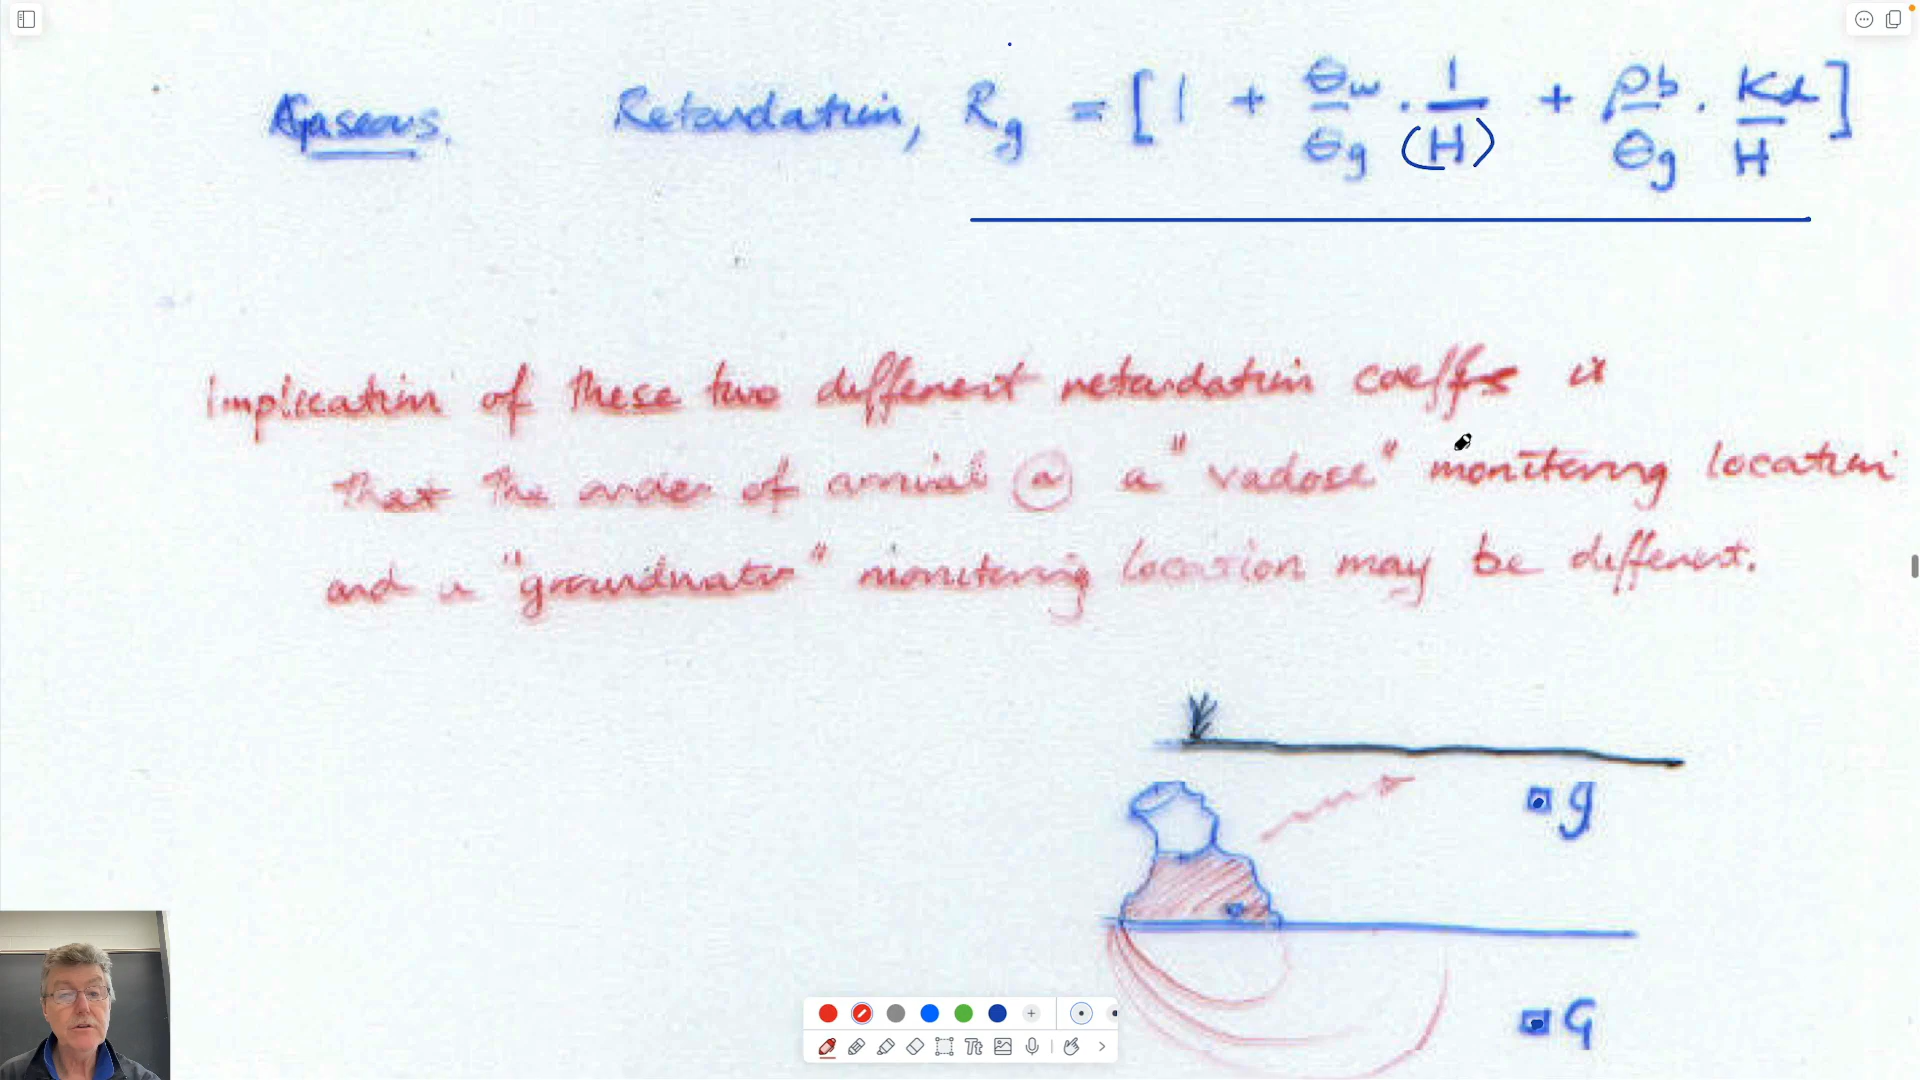 Gaseous. Retardation, Rg = [ 1 + θw/θg · 1/(H) + ρb/θg · Kd/H ]
Implication of these two different retardation coeffs is
that the order of arrival @ a "vadose" monitoring location
and a "groundwater" monitoring location may be different.
g
G
Tt